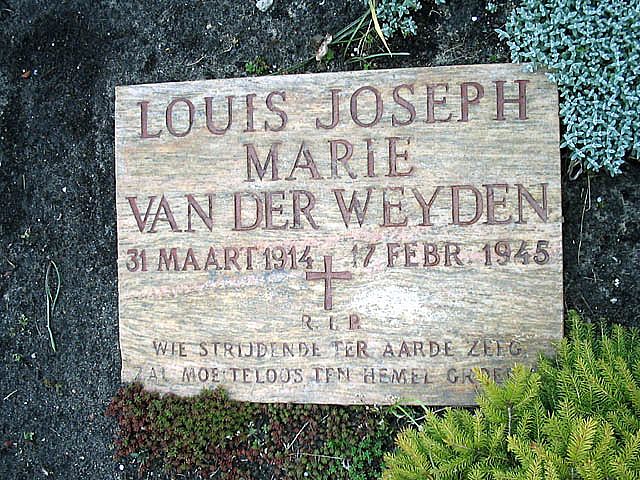 LOUIS JOSEPH
MARIE
VAN DER WEYDEN
31 MAART 1914 17 FEBR. 1945
R.I.P.
WIE STRIJDENDE TER AARDE
ZAL MOEITELOOS TEN HEMEL